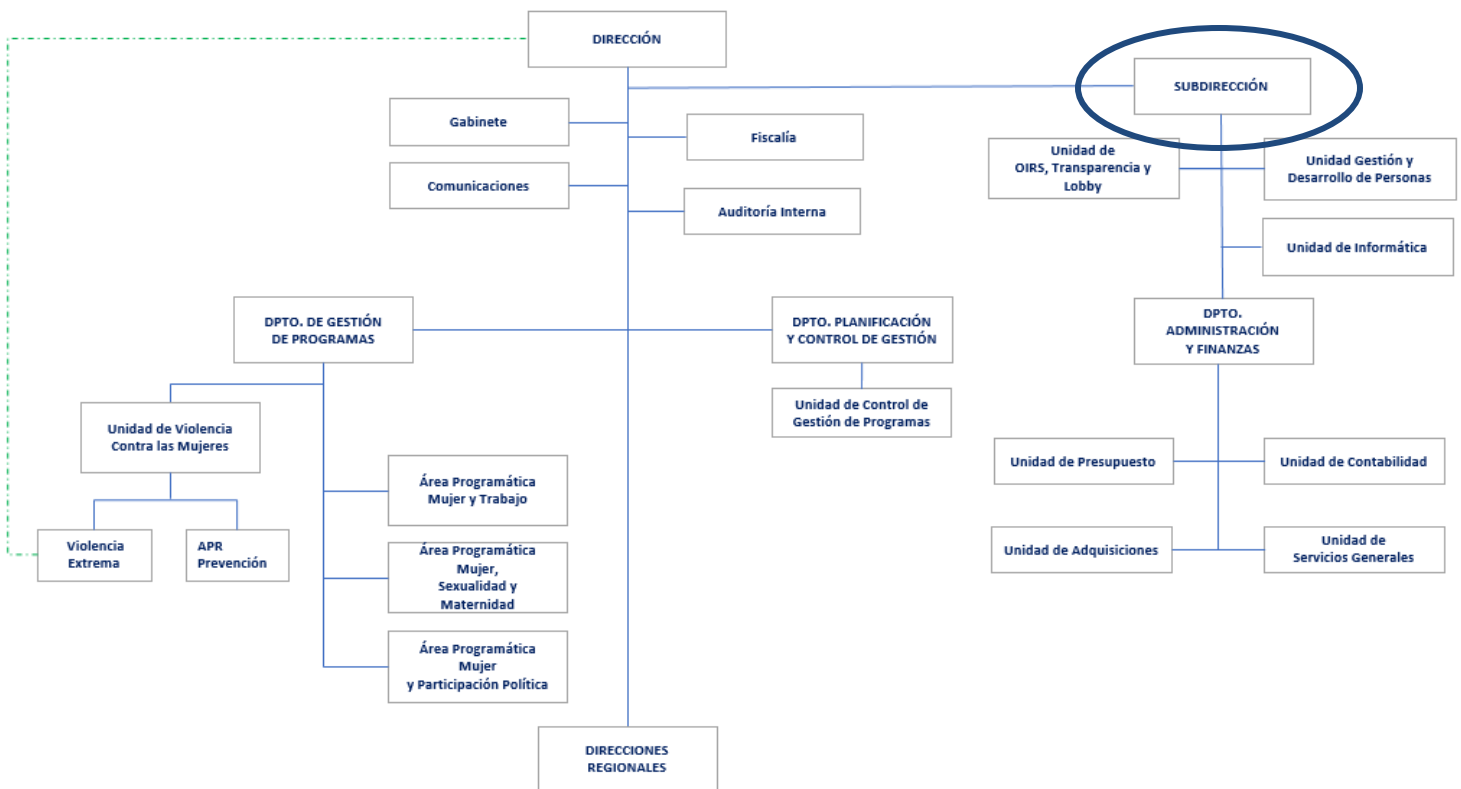 DIRECCIÓN
SUBDIRECCIÓN
Gabinete
Fiscalía
Comunicaciones
Auditoría Interna
Unidad de
OIRS, Transparencia y
Lobby
Unidad Gestión y
Desarrollo de Personas
Unidad de Informática
DPTO. DE GESTIÓN
DE PROGRAMAS
DPTO. PLANIFICACIÓN
Y CONTROL DE GESTIÓN
DPTO.
ADMINISTRACIÓN
Y FINANZAS
Unidad de Control de
Gestión de Programas
Unidad de Violencia
Contra las Mujeres
Violencia
Extrema
APR
Prevención
Área Programática
Mujer y Trabajo
Área Programática
Mujer,
Sexualidad y
Maternidad
Área Programática
Mujer
y Participación Política
Unidad de Presupuesto
Unidad de Contabilidad
Unidad de Adquisiciones
Unidad de
Servicios Generales
DIRECCIONES
REGIONALES